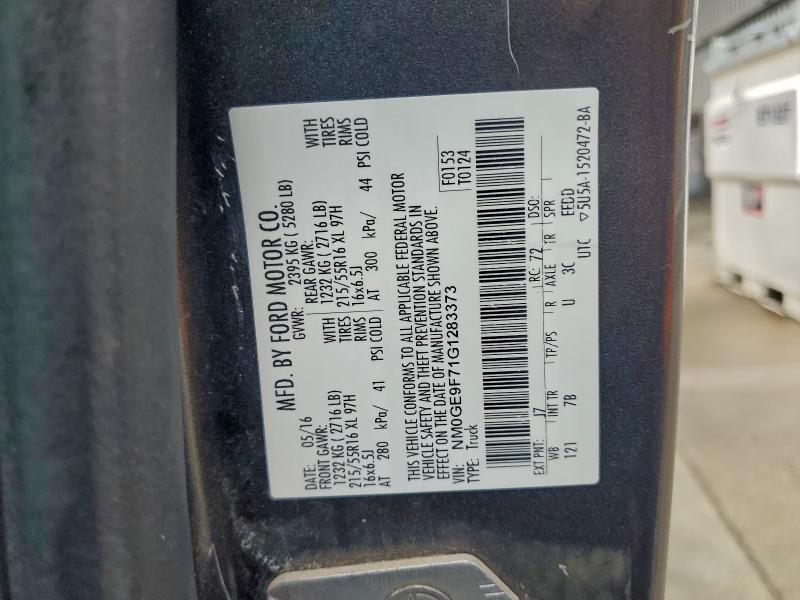 MFD. BY FORD MOTOR CO.
DATE: 05/16 GVWR: 2395 KG ( 5280 LB)
FRONT GAWR: REAR GAWR:
1232 KG ( 2716 LB) WITH 1232 KG ( 2716 LB) WITH
215/55R16 XL 97H TIRES 215/55R16 XL 97H TIRES
16x6.5J RIMS 16x6.5J RIMS
AT 280 kPa/ 41 PSI COLD AT 300 kPa/ 44 PSI COLD
THIS VEHICLE CONFORMS TO ALL APPLICABLE FEDERAL MOTOR
VEHICLE SAFETY AND THEFT PREVENTION STANDARDS IN
EFFECT ON THE DATE OF MANUFACTURE SHOWN ABOVE.
F0153
T0124
VIN: NM0GE9F71G1283373
TYPE: Truck
EXT PNT: J7 RC: 72 DSO:
WB INT TR TP/PS R AXLE TR SPR
121 7B U 3C EEDD
UTC ▽5U5A-1520472-BA